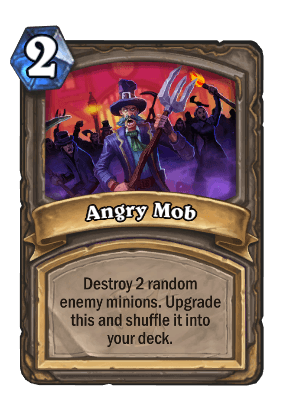 2
Angry Mob
Destroy 2 random
enemy minions. Upgrade
this and shuffle it into
your deck.